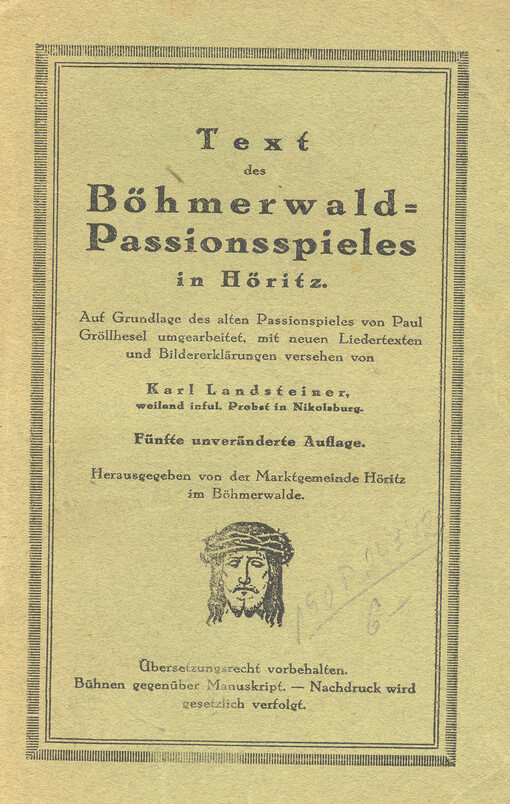 Text
des
Böhmerwald=
Passionsspieles
in Höritz.
Auf Grundlage des alten Passionspieles von Paul
Gröllhesel umgearbeitet, mit neuen Liedertexten
und Bildererklärungen versehen von
Karl Landsteiner,
weiland inful. Probst in Nikolsburg.
Fünfte unveränderte Auflage.
Herausgegeben von der Marktgemeinde Höritz
im Böhmerwalde.
Übersetzungsrecht vorbehalten.
Bühnen gegenüber Manuskript. — Nachdruck wird
gesetzlich verfolgt.